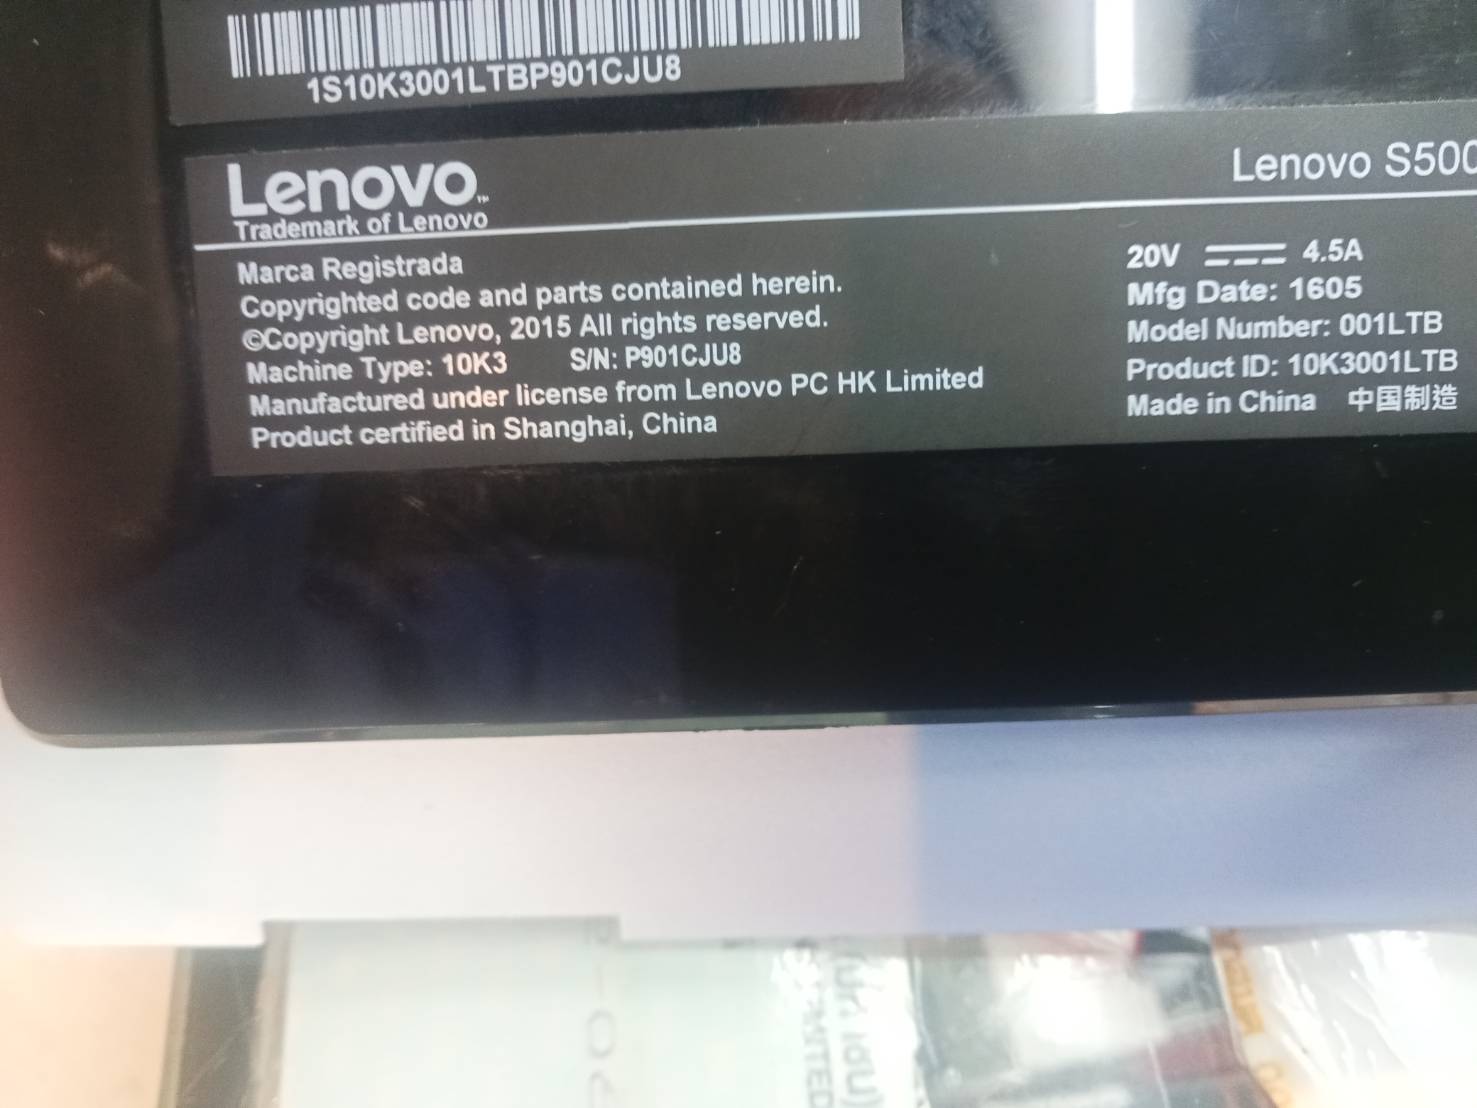 1S10K3001LTBP901CJU8
Lenovo™
Trademark of Lenovo
Lenovo S500
Marca Registrada
Copyrighted code and parts contained herein.
©Copyright Lenovo, 2015 All rights reserved.
Machine Type: 10K3 S/N: P901CJU8
Manufactured under license from Lenovo PC HK Limited
Product certified in Shanghai, China
20V 4.5A
Mfg Date: 1605
Model Number: 001LTB
Product ID: 10K3001LTB
Made in China 中国制造